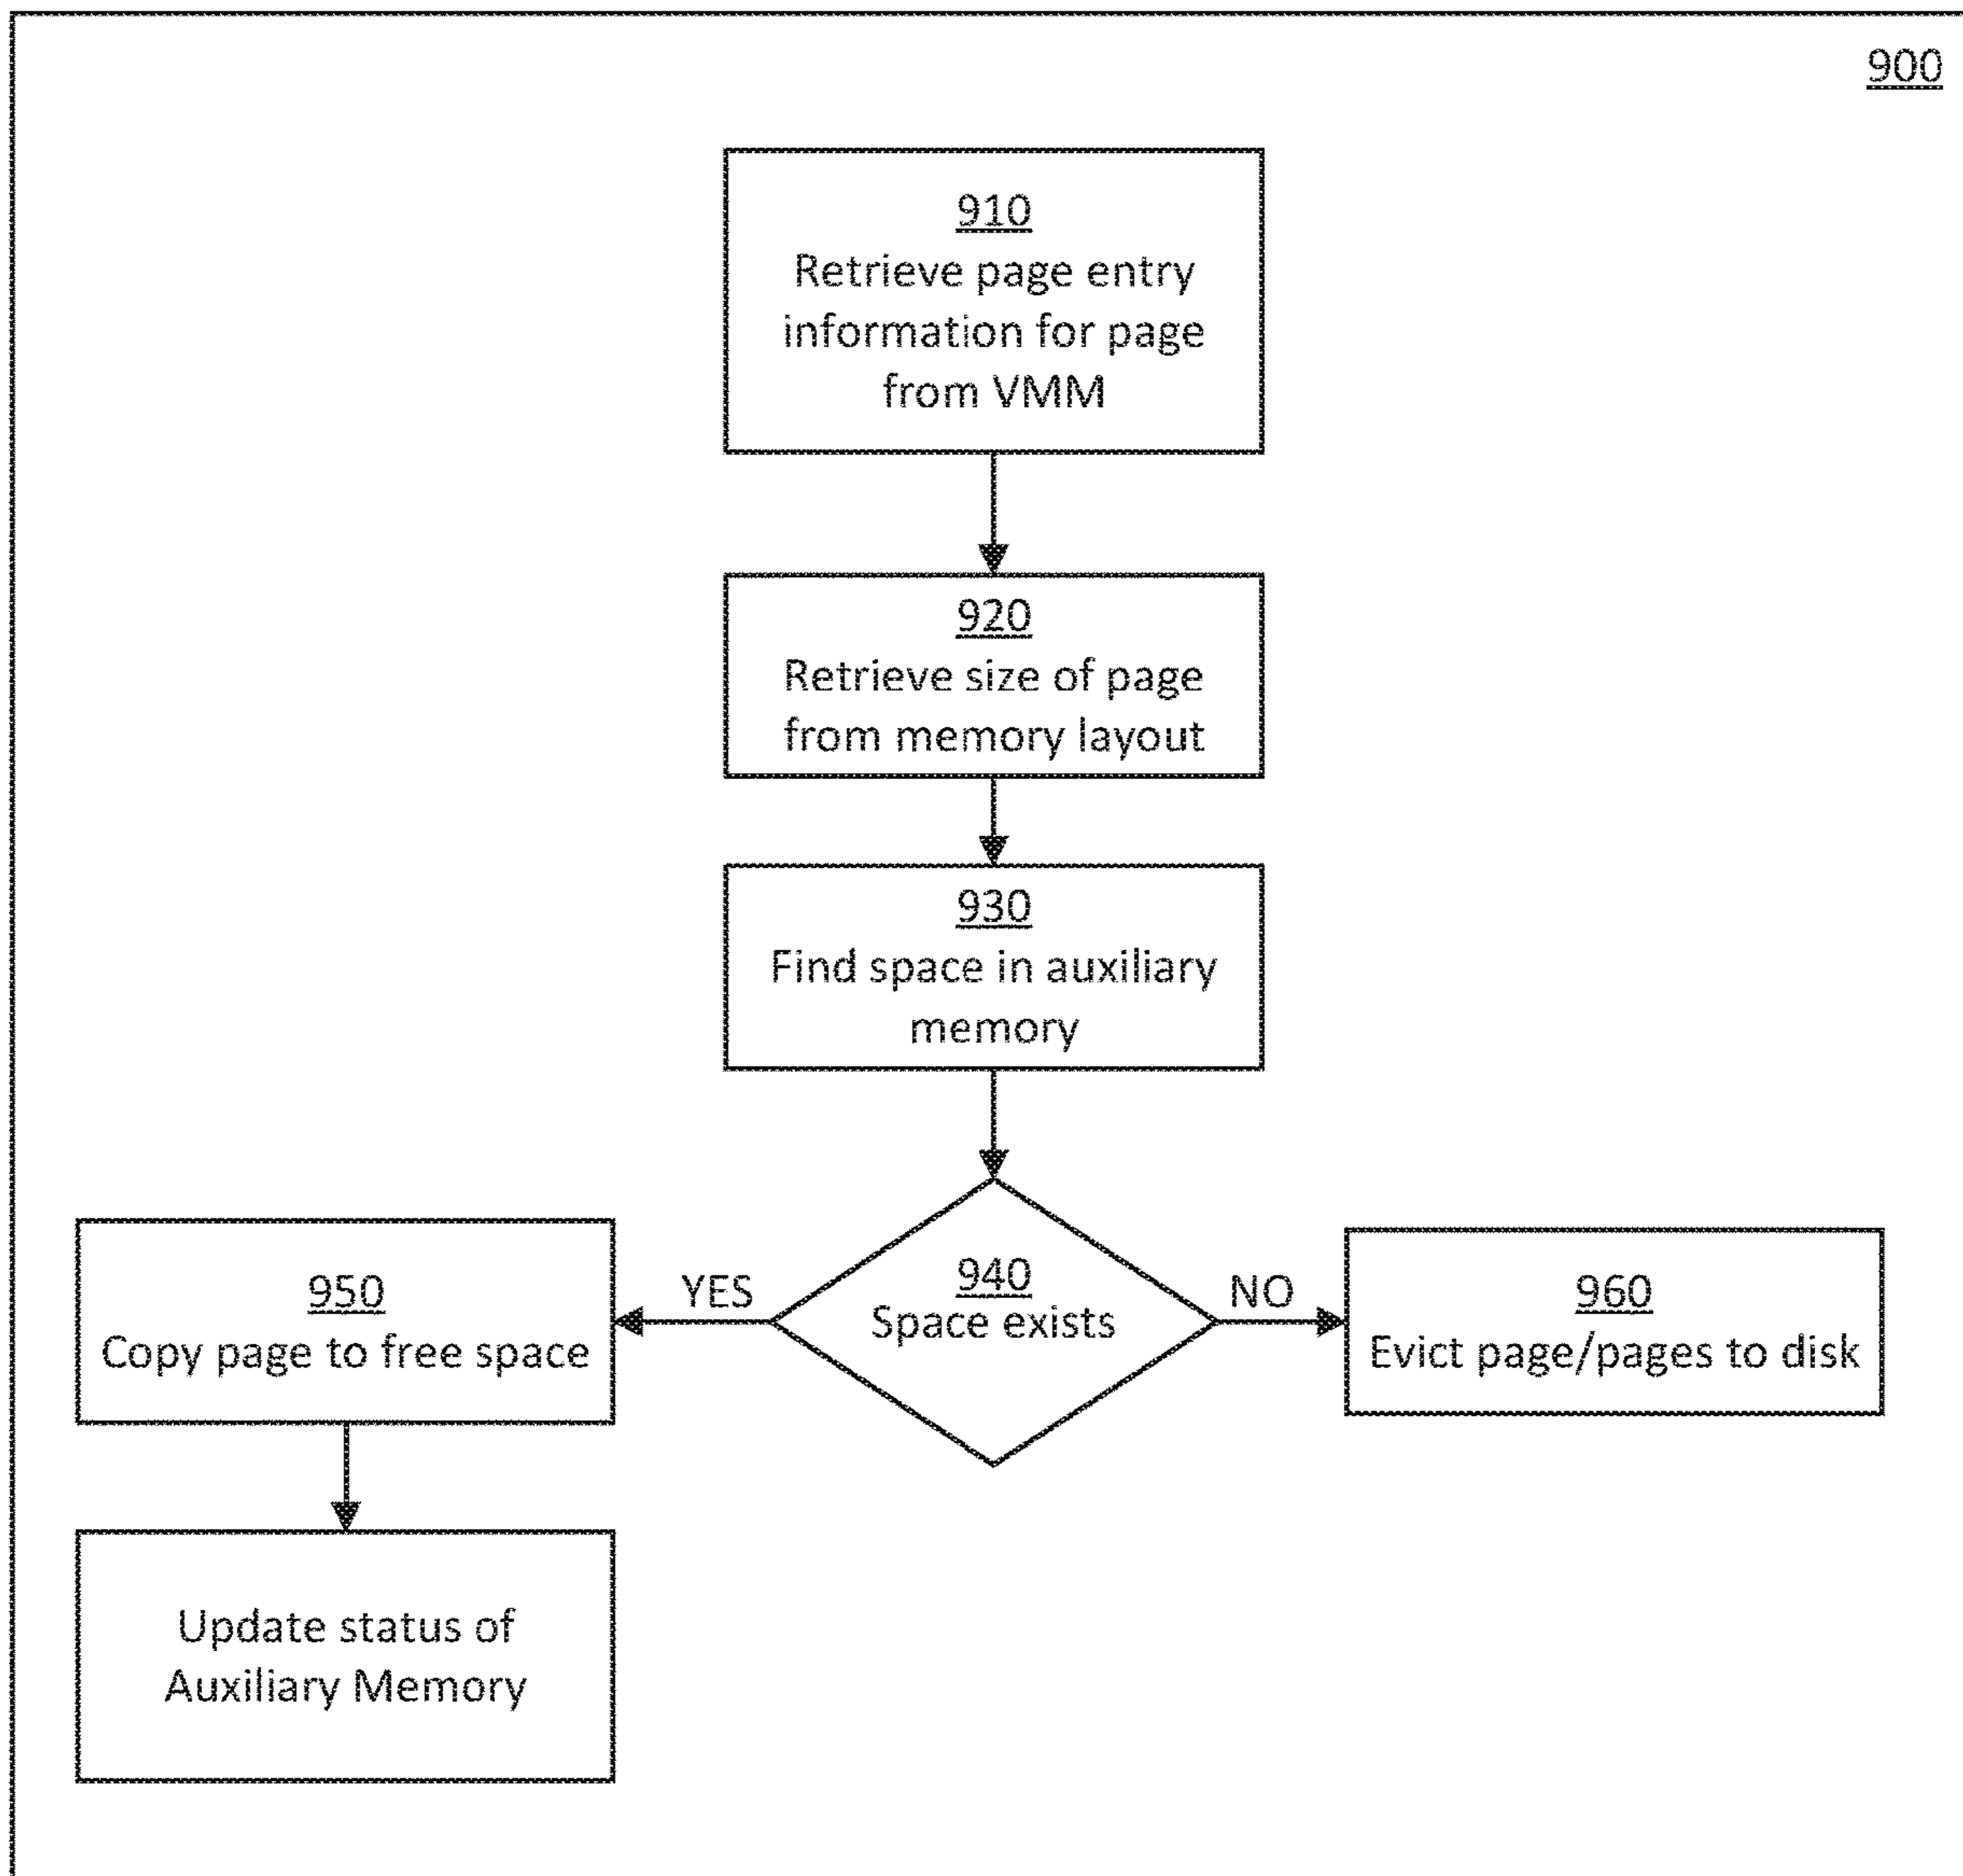 900
910
Retrieve page entry
information for page
from VMM
920
Retrieve size of page
from memory layout
930
Find space in auxiliary
memory
940
Space exists
YES
NO
950
Copy page to free space
960
Evict page/pages to disk
Update status of
Auxiliary Memory